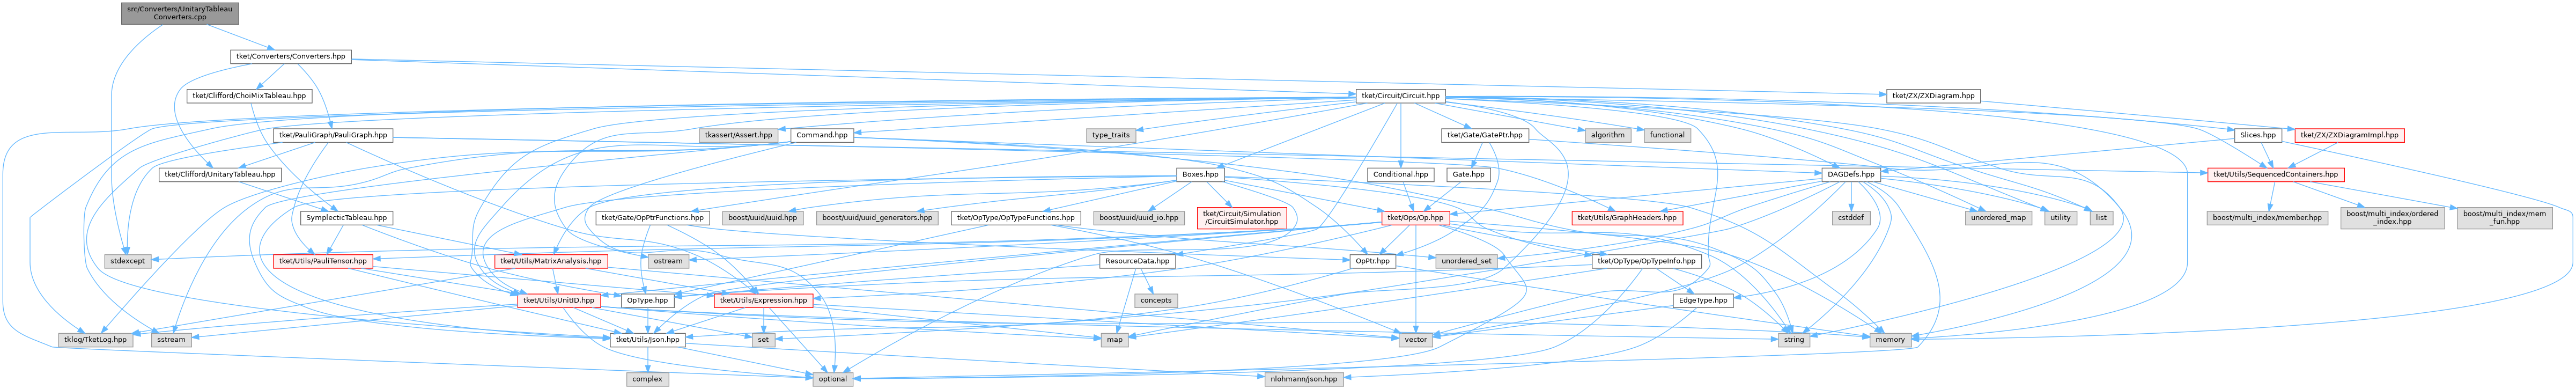 src/Converters/UnitaryTableau
Converters.cpp
tket/Converters/Converters.hpp
tket/Clifford/ChoiMixTableau.hpp
tket/Circuit/Circuit.hpp
tket/ZX/ZXDiagram.hpp
tket/PauliGraph/PauliGraph.hpp
tkassert/Assert.hpp
Command.hpp
type_traits
tket/Gate/GatePtr.hpp
algorithm
functional
Slices.hpp
tket/ZX/ZXDiagramImpl.hpp
tket/Clifford/UnitaryTableau.hpp
Boxes.hpp
Conditional.hpp
Gate.hpp
DAGDefs.hpp
tket/Utils/SequencedContainers.hpp
SymplecticTableau.hpp
tket/Gate/OpPtrFunctions.hpp
boost/uuid/uuid.hpp
boost/uuid/uuid_generators.hpp
tket/OpType/OpTypeFunctions.hpp
boost/uuid/uuid_io.hpp
tket/Circuit/Simulation
/CircuitSimulator.hpp
tket/Ops/Op.hpp
tket/Utils/GraphHeaders.hpp
cstddef
unordered_map
utility
list
boost/multi_index/member.hpp
boost/multi_index/ordered
_index.hpp
boost/multi_index/mem
_fun.hpp
stdexcept
tket/Utils/PauliTensor.hpp
tket/Utils/MatrixAnalysis.hpp
ostream
ResourceData.hpp
unordered_set
OpPtr.hpp
tket/OpType/OpTypeInfo.hpp
tket/Utils/UnitID.hpp
OpType.hpp
tket/Utils/Expression.hpp
concepts
EdgeType.hpp
tklog/TketLog.hpp
sstream
tket/Utils/Json.hpp
set
map
vector
string
memory
complex
optional
nlohmann/json.hpp